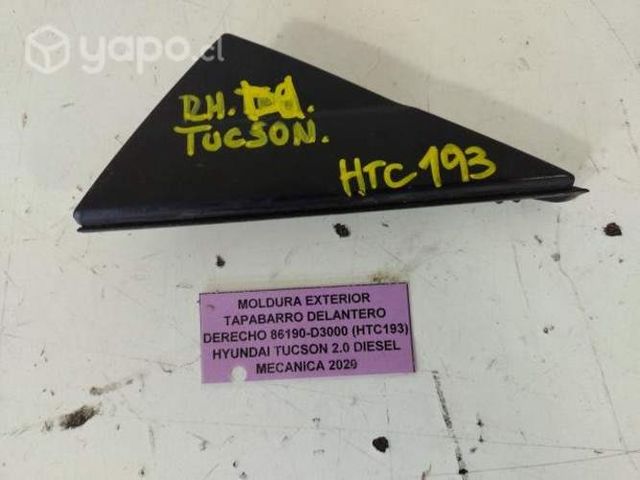 yapo.cl
RH.
TUCSON.
HTC 193
MOLDURA EXTERIOR
TAPABARRO DELANTERO
DERECHO 86190-D3000 (HTC193)
HYUNDAI TUCSON 2.0 DIESEL
MECANICA 2020